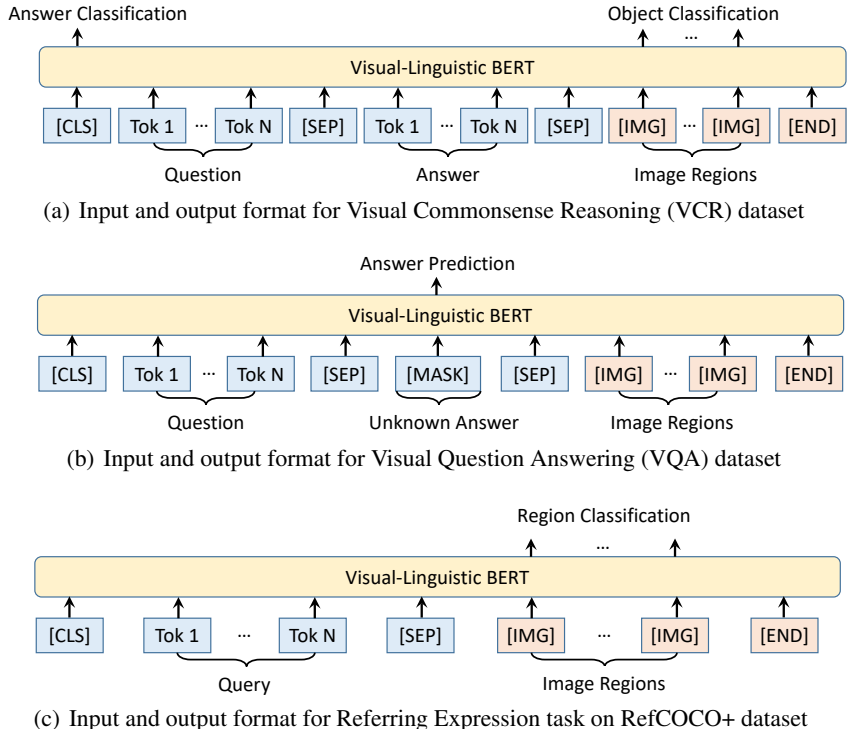 Answer Classification Object Classification
...
Visual-Linguistic BERT
[CLS] Tok 1 ... Tok N [SEP] Tok 1 ... Tok N [SEP] [IMG] ... [IMG] [END]
Question Answer Image Regions
(a) Input and output format for Visual Commonsense Reasoning (VCR) dataset
Answer Prediction
Visual-Linguistic BERT
[CLS] Tok 1 ... Tok N [SEP] [MASK] [SEP] [IMG] ... [IMG] [END]
Question Unknown Answer Image Regions
(b) Input and output format for Visual Question Answering (VQA) dataset
Region Classification
...
Visual-Linguistic BERT
[CLS] Tok 1 ... Tok N [SEP] [IMG] ... [IMG] [END]
Query Image Regions
(c) Input and output format for Referring Expression task on RefCOCO+ dataset